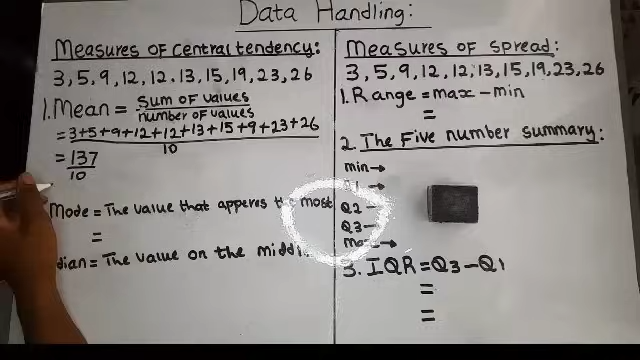 Data Handling:
Measures of central tendency:
3, 5, 9, 12, 12, 13, 15, 19, 23, 26
1. Mean = Sum of values
number of values
= 3+5+9+12+12+13+15+9+23+26
10
= 137
10
Mode = The value that apperes the most
=
dian = The value on the middl
Measures of spread:
3, 5, 9, 12, 12, 13, 15, 19, 23, 26
1. Range = max - min
=
2. The Five number summary:
min→
Q1→
Q2-
Q3-
max→
3. IQR = Q3 - Q1
=
=